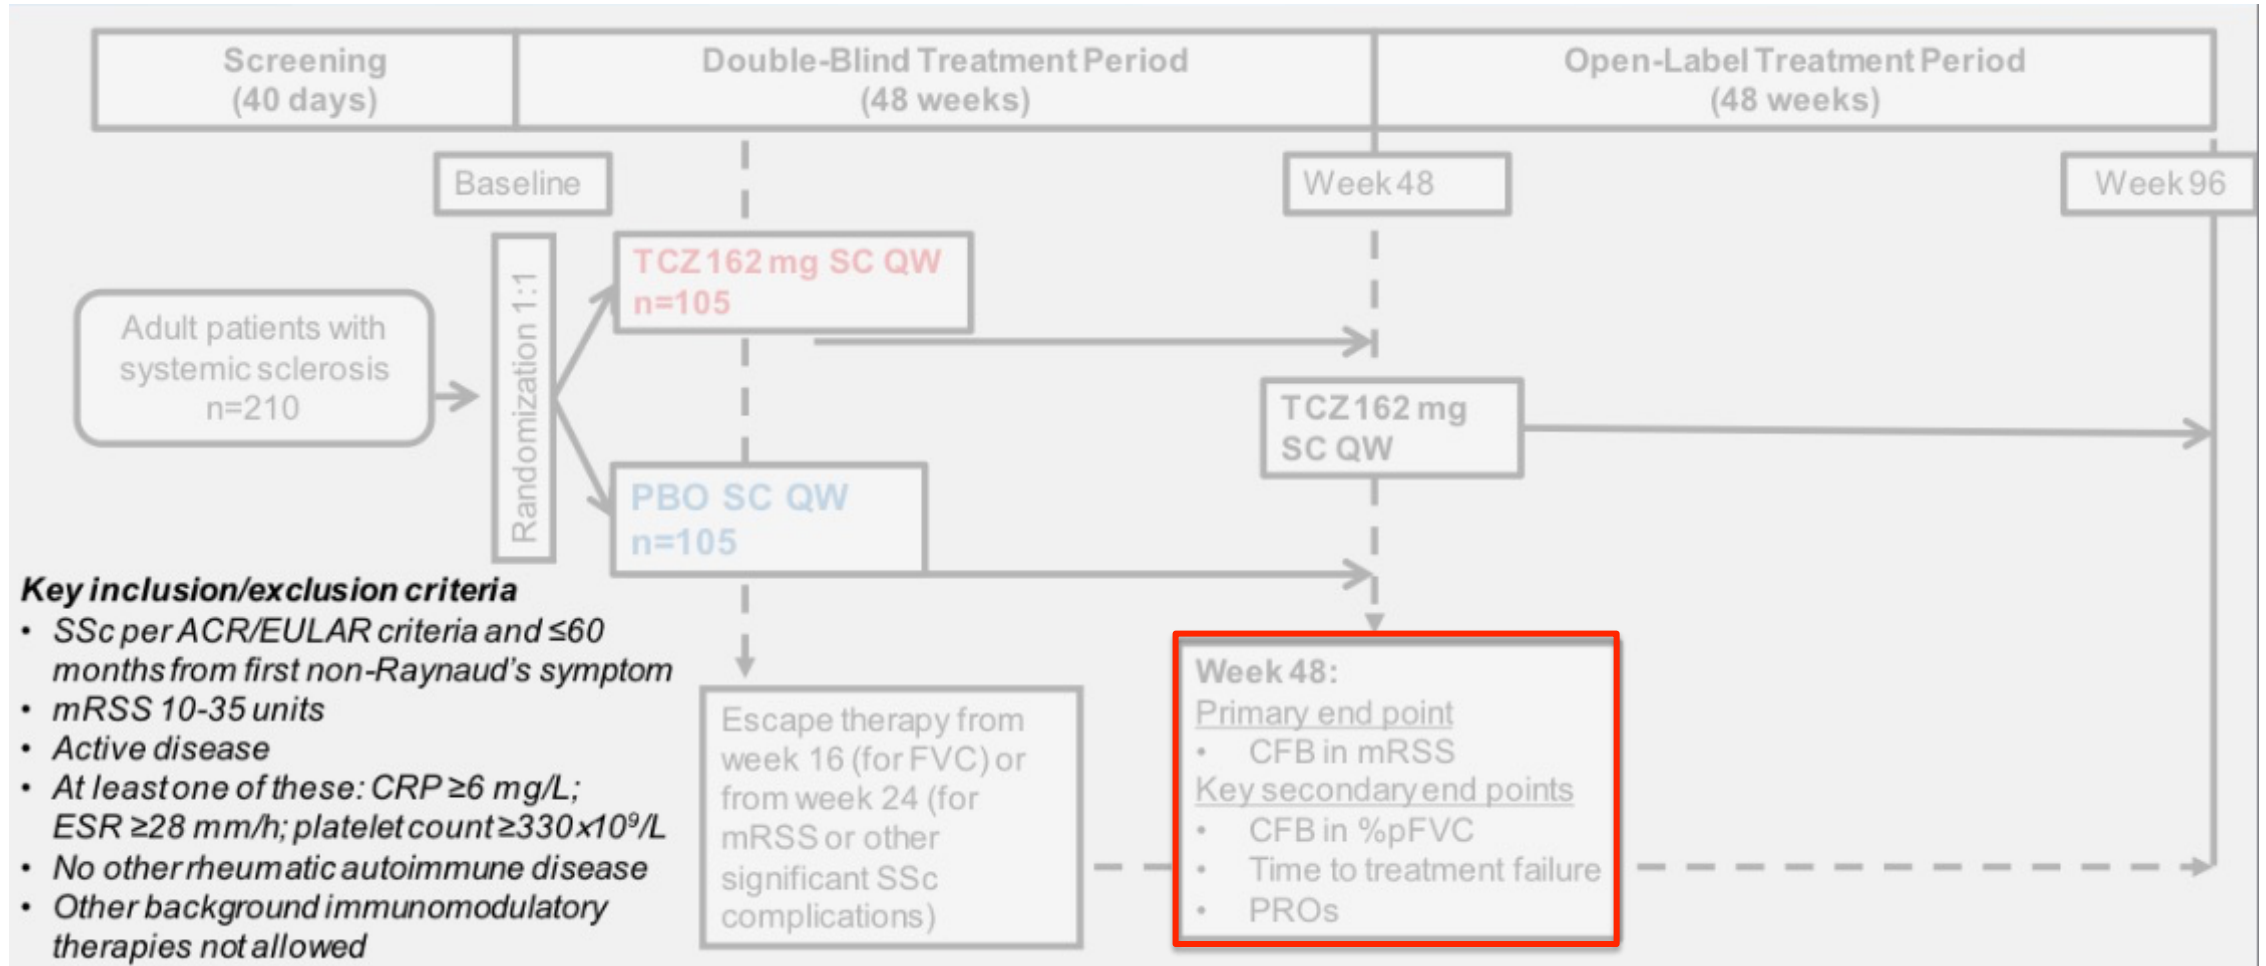 Screening
(40 days)
Double-Blind Treatment Period
(48 weeks)
Open-Label Treatment Period
(48 weeks)
Baseline
Week 48
Week 96
Adult patients with
systemic sclerosis
n=210
Randomization 1:1
TCZ 162 mg SC QW
n=105
PBO SC QW
n=105
TCZ 162 mg
SC QW
Key inclusion/exclusion criteria
• SSc per ACR/EULAR criteria and ≤60
months from first non-Raynaud's symptom
• mRSS 10-35 units
• Active disease
• At least one of these: CRP ≥6 mg/L;
ESR ≥28 mm/h; platelet count ≥330x10⁹/L
• No other rheumatic autoimmune disease
• Other background immunomodulatory
therapies not allowed
Escape therapy from
week 16 (for FVC) or
from week 24 (for
mRSS or other
significant SSc
complications)
Week 48:
Primary end point
• CFB in mRSS
Key secondary end points
• CFB in %pFVC
• Time to treatment failure
• PROs